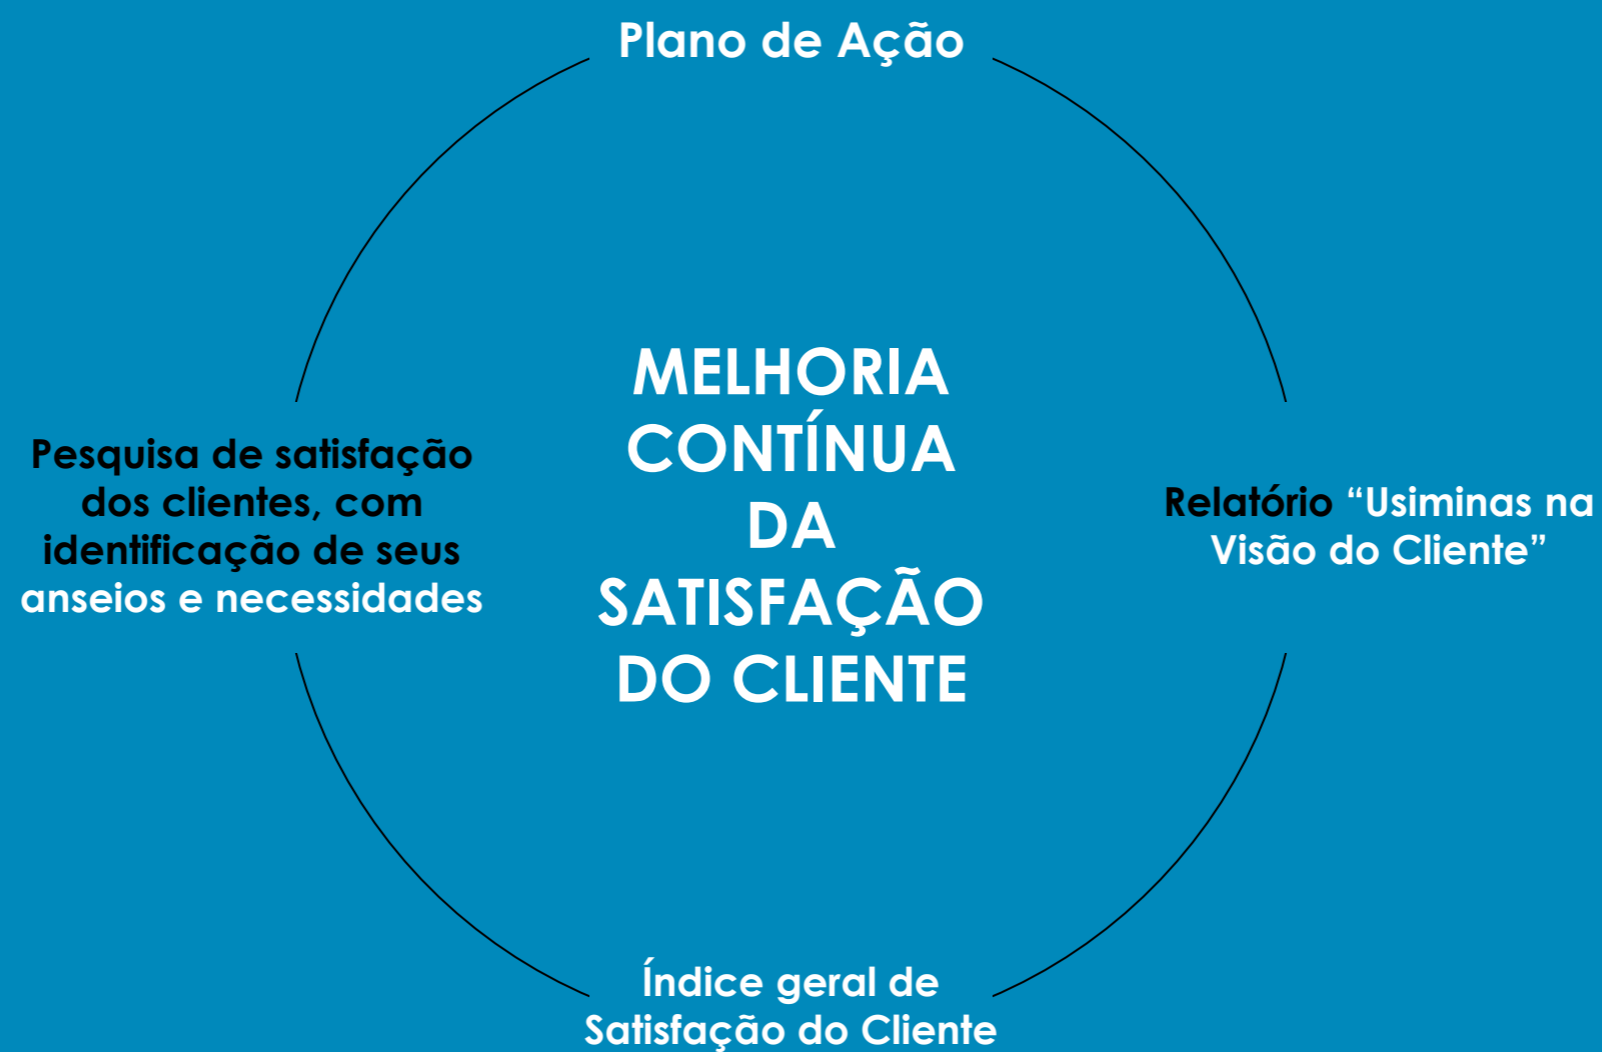 Plano de Ação
MELHORIA
CONTÍNUA
DA
SATISFAÇÃO
DO CLIENTE
Pesquisa de satisfação
dos clientes, com
identificação de seus
anseios e necessidades
Relatório “Usiminas na
Visão do Cliente”
Índice geral de
Satisfação do Cliente